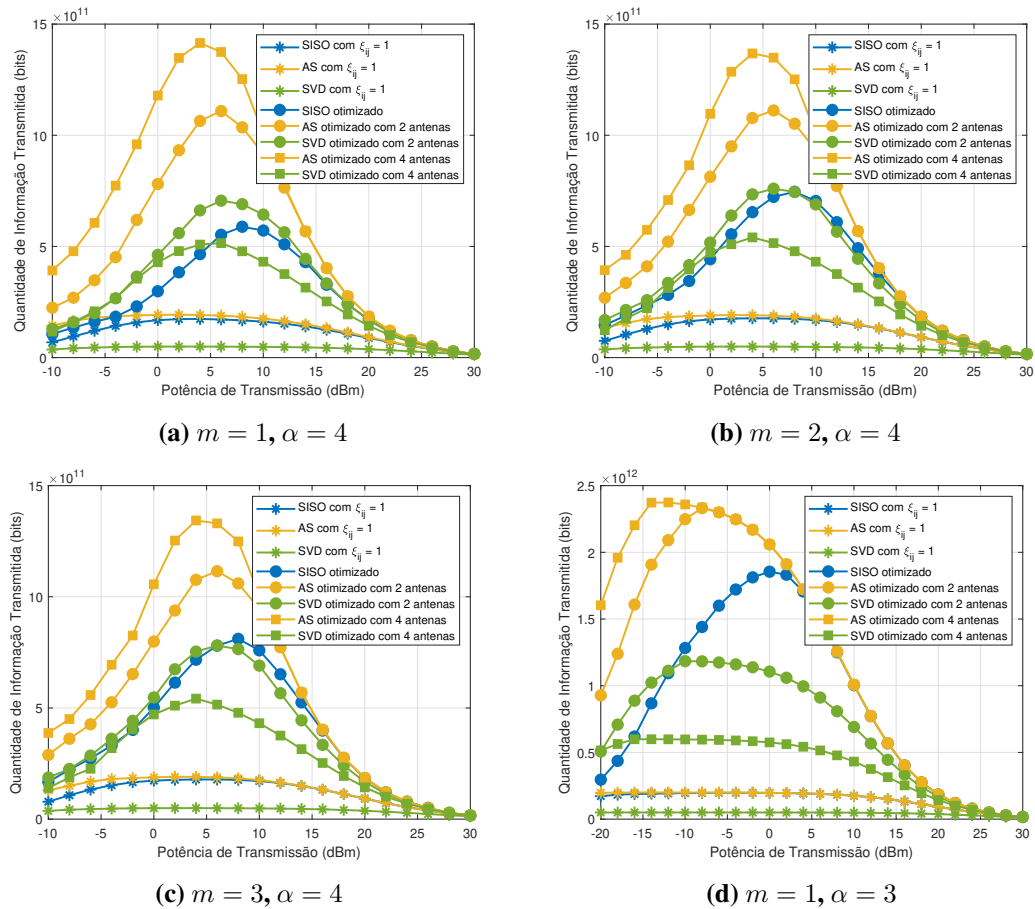 ×10¹¹
15
10
5
0
Quantidade de Informação Transmitida (bits)
SISO com ξij = 1
AS com ξij = 1
SVD com ξij = 1
SISO otimizado
AS otimizado com 2 antenas
SVD otimizado com 2 antenas
AS otimizado com 4 antenas
SVD otimizado com 4 antenas
-10 -5 0 5 10 15 20 25 30
Potência de Transmissão (dBm)
(a) m = 1, α = 4
×10¹¹
15
10
5
0
Quantidade de Informação Transmitida (bits)
SISO com ξij = 1
AS com ξij = 1
SVD com ξij = 1
SISO otimizado
AS otimizado com 2 antenas
SVD otimizado com 2 antenas
AS otimizado com 4 antenas
SVD otimizado com 4 antenas
-10 -5 0 5 10 15 20 25 30
Potência de Transmissão (dBm)
(b) m = 2, α = 4
×10¹¹
15
10
5
0
Quantidade de Informação Transmitida (bits)
SISO com ξij = 1
AS com ξij = 1
SVD com ξij = 1
SISO otimizado
AS otimizado com 2 antenas
SVD otimizado com 2 antenas
AS otimizado com 4 antenas
SVD otimizado com 4 antenas
-10 -5 0 5 10 15 20 25 30
Potência de Transmissão (dBm)
(c) m = 3, α = 4
×10¹²
2.5
2
1.5
1
0.5
0
Quantidade de Informação Transmitida (bits)
SISO com ξij = 1
AS com ξij = 1
SVD com ξij = 1
SISO otimizado
AS otimizado com 2 antenas
SVD otimizado com 2 antenas
AS otimizado com 4 antenas
SVD otimizado com 4 antenas
-20 -15 -10 -5 0 5 10 15 20 25 30
Potência de Transmissão (dBm)
(d) m = 1, α = 3